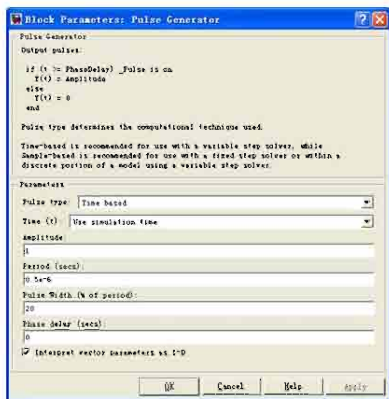 Block Parameters: Pulse Generator
Pulse Generator
Output pulses:
if (t >= PhaseDelay) _Pulse is on
Y(t) = Amplitude
else
Y(t) = 0
end
Pulse type determines the computational technique used.
Time-based is recommended for use with a variable step solver, while
Sample-based is recommended for use with a fixed step solver or within a
discrete portion of a model using a variable step solver.
Parameters
Pulse type: Time based
Time (t): Use simulation time
Amplitude:
1
Period (secs):
0.5e-6
Pulse Width (% of period):
20
Phase delay (secs):
0
Interpret vector parameters as 1-D
OK Cancel Help Apply